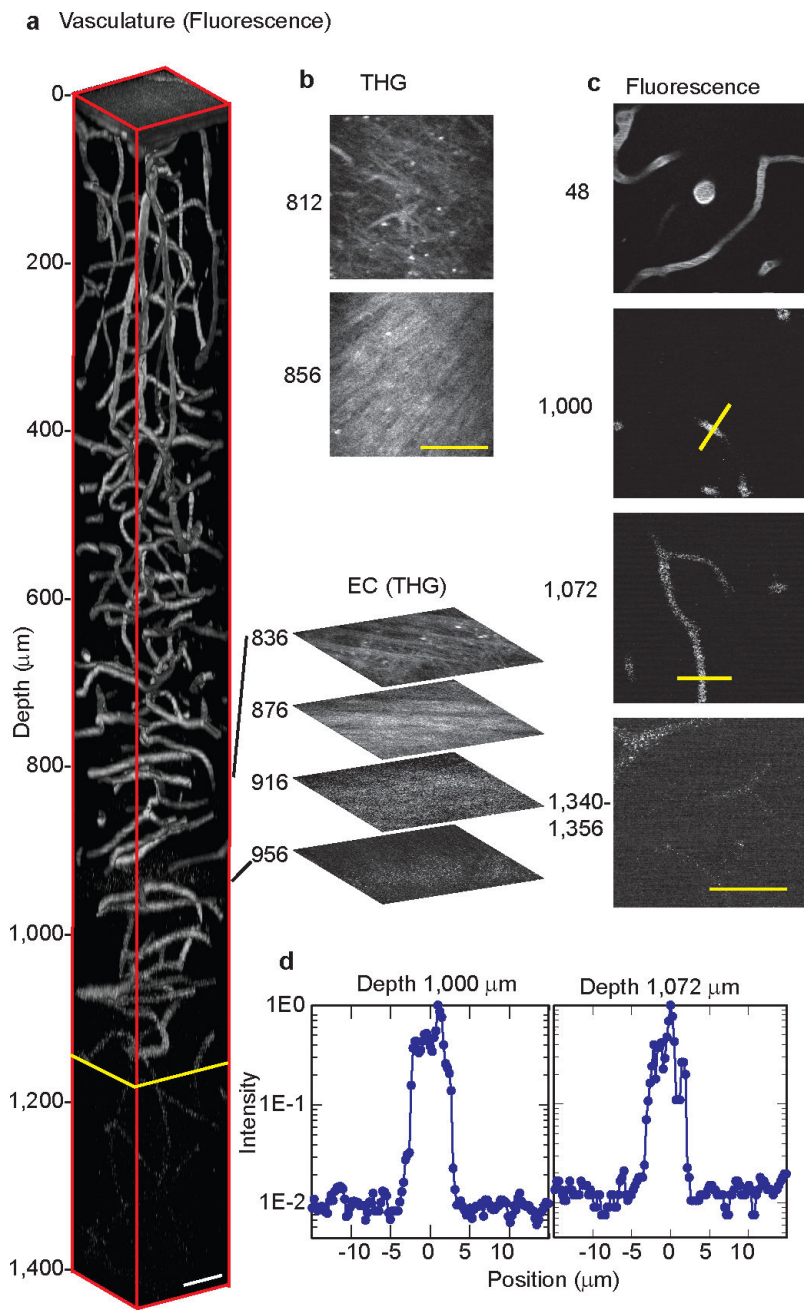 a Vasculature (Fluorescence)
Depth (μm)
0
200
400
600
800
1,000
1,200
1,400
b THG
812
856
EC (THG)
836
876
916
956
c Fluorescence
48
1,000
1,072
1,340-
1,356
d
Depth 1,000 μm
Depth 1,072 μm
Intensity
1E0
1E-1
1E-2
-10 -5 0 5 10
-10 -5 0 5 10
Position (μm)